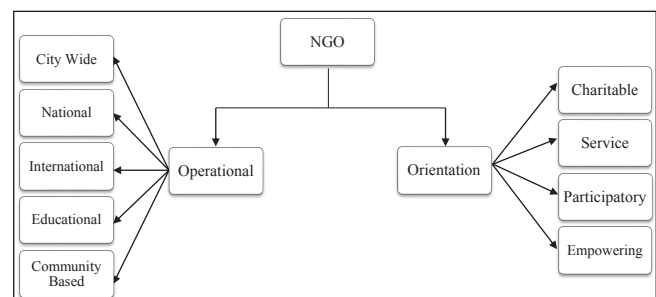 NGO
City Wide
National
International
Educational
Community
Based
Operational
Orientation
Charitable
Service
Participatory
Empowering